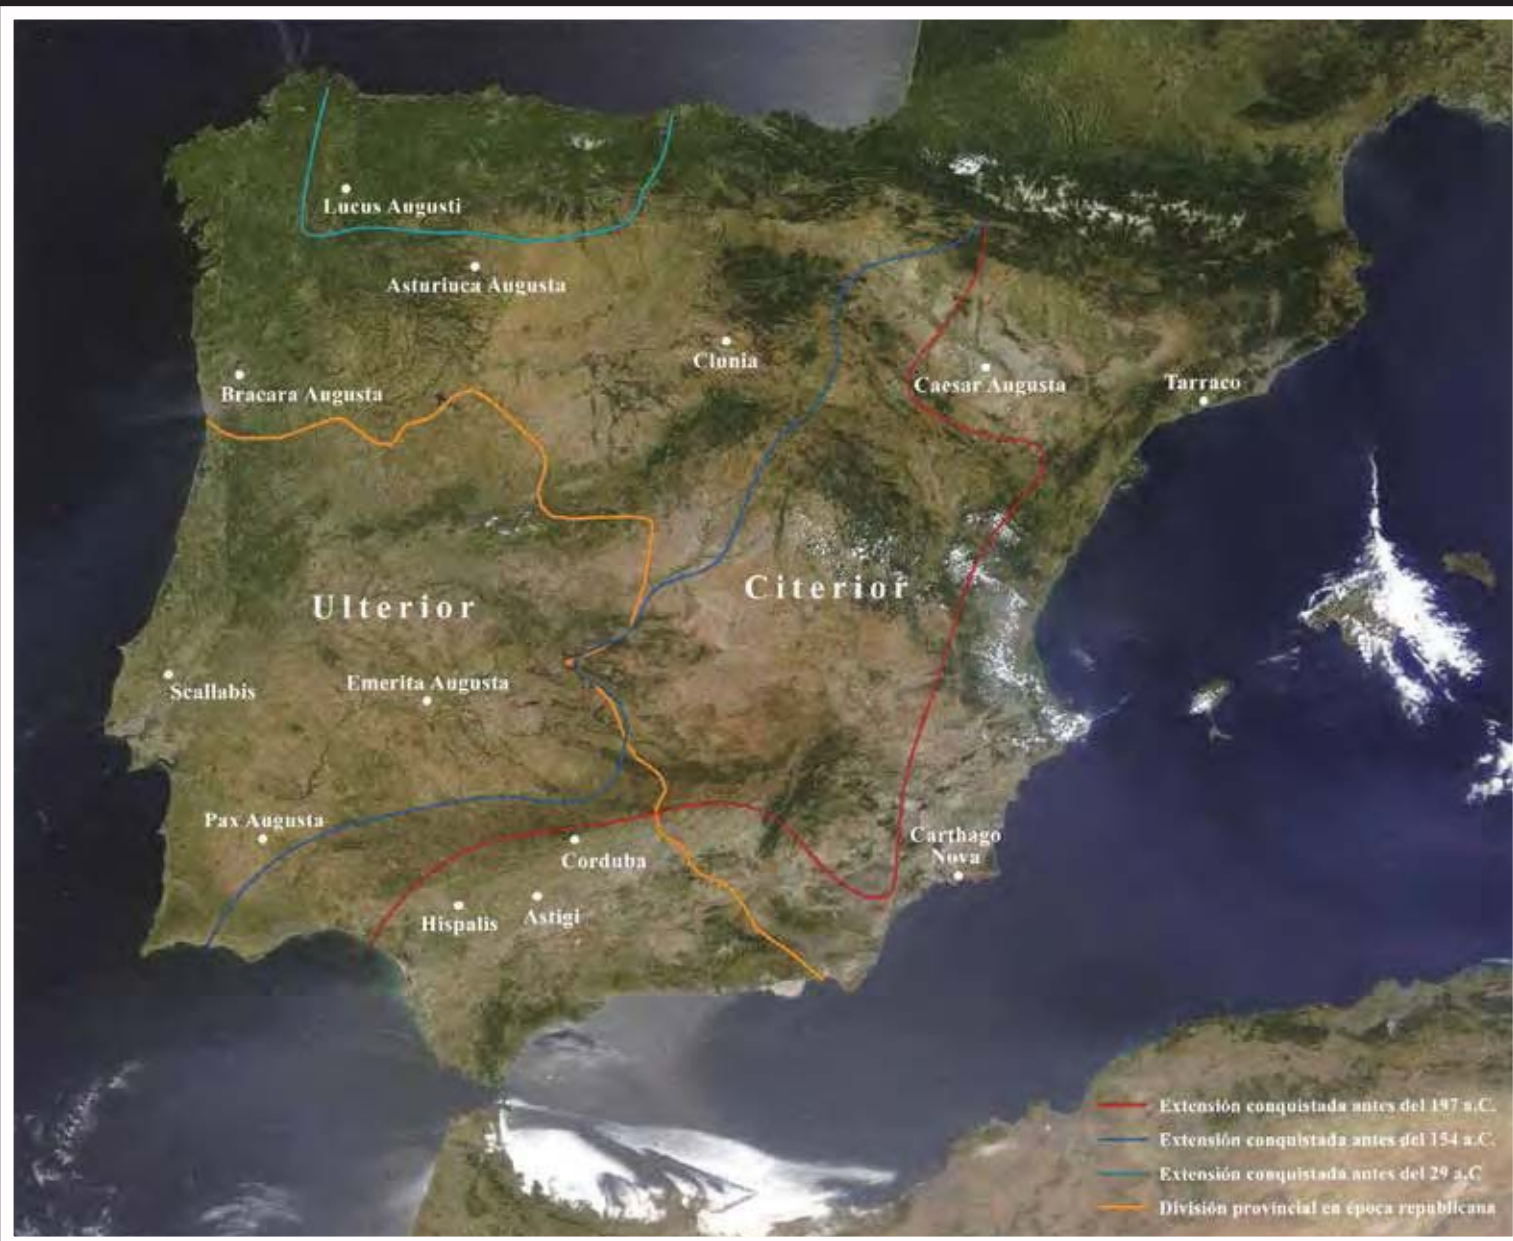 Lucus Augusti
Asturiuca Augusta
Clunia
Bracara Augusta
Caesar Augusta
Tarraco
Ulterior
Citerior
Scallabis
Emerita Augusta
Pax Augusta
Corduba
Carthago
Nova
Hispalis
Astigi
Extensión conquistada antes del 197 a.C.
Extensión conquistada antes del 154 a.C.
Extensión conquistada antes del 29 a.C
División provincial en época republicana